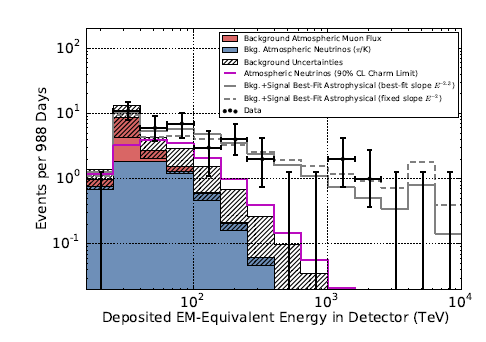 Background Atmospheric Muon Flux
Bkg. Atmospheric Neutrinos (π/K)
Background Uncertainties
Atmospheric Neutrinos (90% CL Charm Limit)
Bkg.+Signal Best-Fit Astrophysical (best-fit slope E^-2.3)
Bkg.+Signal Best-Fit Astrophysical (fixed slope E^-2)
Data
Events per 988 Days
10^2
10^1
10^0
10^-1
10^2
10^3
10^4
Deposited EM-Equivalent Energy in Detector (TeV)